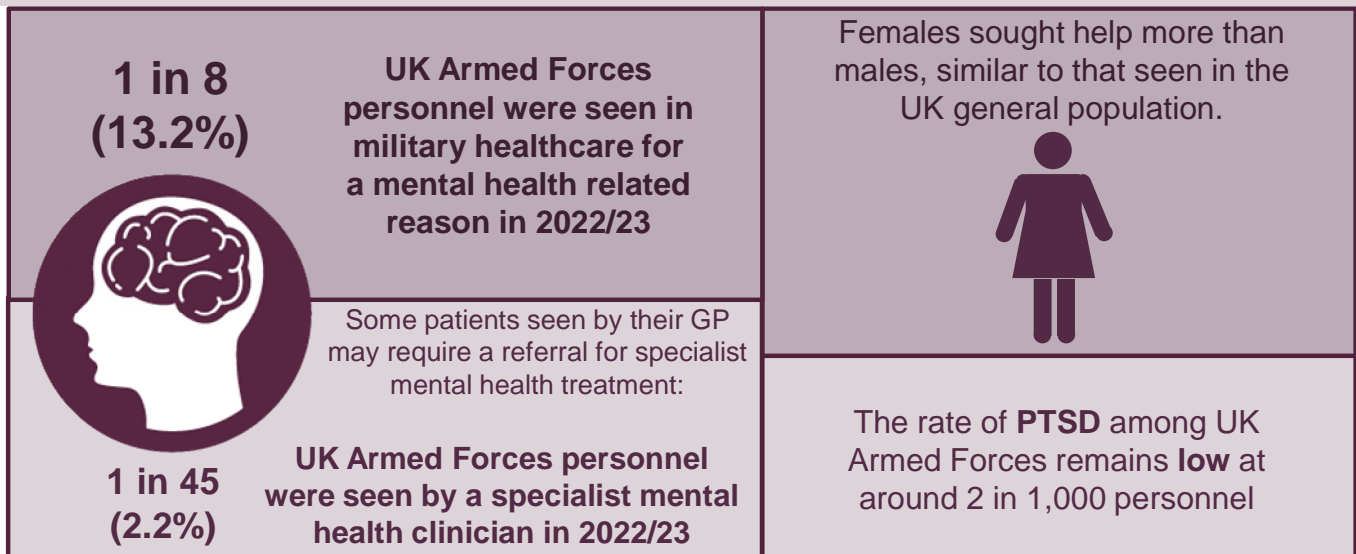 1 in 8
(13.2%)
UK Armed Forces
personnel were seen in
military healthcare for
a mental health related
reason in 2022/23
Some patients seen by their GP
may require a referral for specialist
mental health treatment:
1 in 45
(2.2%)
UK Armed Forces personnel
were seen by a specialist mental
health clinician in 2022/23
Females sought help more than
males, similar to that seen in the
UK general population.
The rate of PTSD among UK
Armed Forces remains low at
around 2 in 1,000 personnel